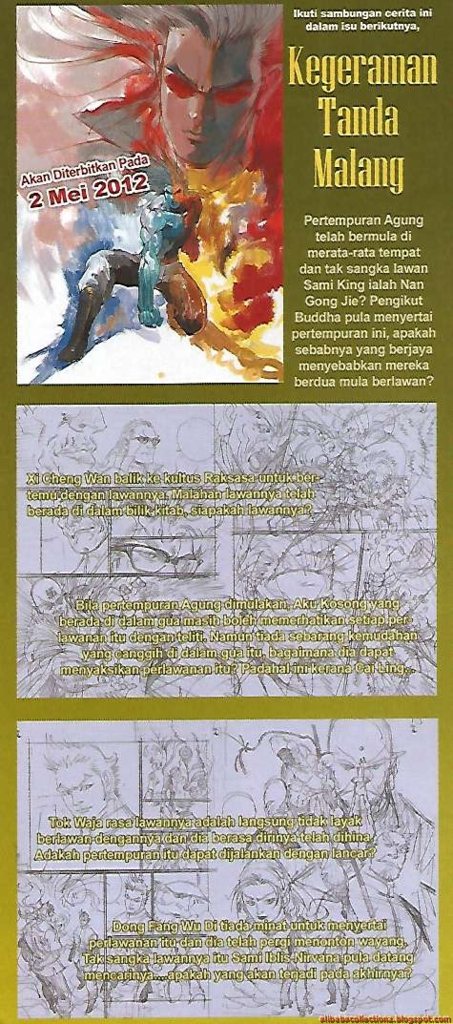 Ikuti sambungan cerita ini
dalam isu berikutnya,
Kegeraman
Tanda
Malang
Akan Diterbitkan Pada
2 Mei 2012
Pertempuran Agung
telah bermula di
merata-rata tempat
dan tak sangka lawan
Sami King ialah Nan
Gong Jie? Pengikut
Buddha pula menyertai
pertempuran ini, apakah
sebabnya yang berjaya
menyebabkan mereka
berdua mula berlawan?
Xi Cheng Wan balik ke kultus Raksasa untuk ber-
temu dengan lawannya. Malahan lawannya telah
berada di dalam bilik kitab, siapakah lawannya?
Bila pertempuran Agung dimulakan, Aku Kosong yang
berada di dalam gua masih boleh memerhatikan setiap per-
lawanan itu dengan teliti. Namun tiada sebarang kemudahan
yang canggih di dalam gua itu, bagaimana dia dapat
menyaksikan perlawanan itu? Padahal ini kerana Cai Ling...
Tok Waja rasa lawannya adalah langsung tidak layak
berlawan dengannya dan dia berasa dirinya telah dihina.
Adakah pertempuran itu dapat dijalankan dengan lancar?
Dong Fang Wu Di tiada minat untuk menyertai
perlawanan itu dan dia telah pergi menonton wayang.
Tak sangka lawannya itu Sami Iblis Nirvana pula datang
mencarinya....apakah yang akan terjadi pada akhirnya?
alibabacollections.blogspot.com